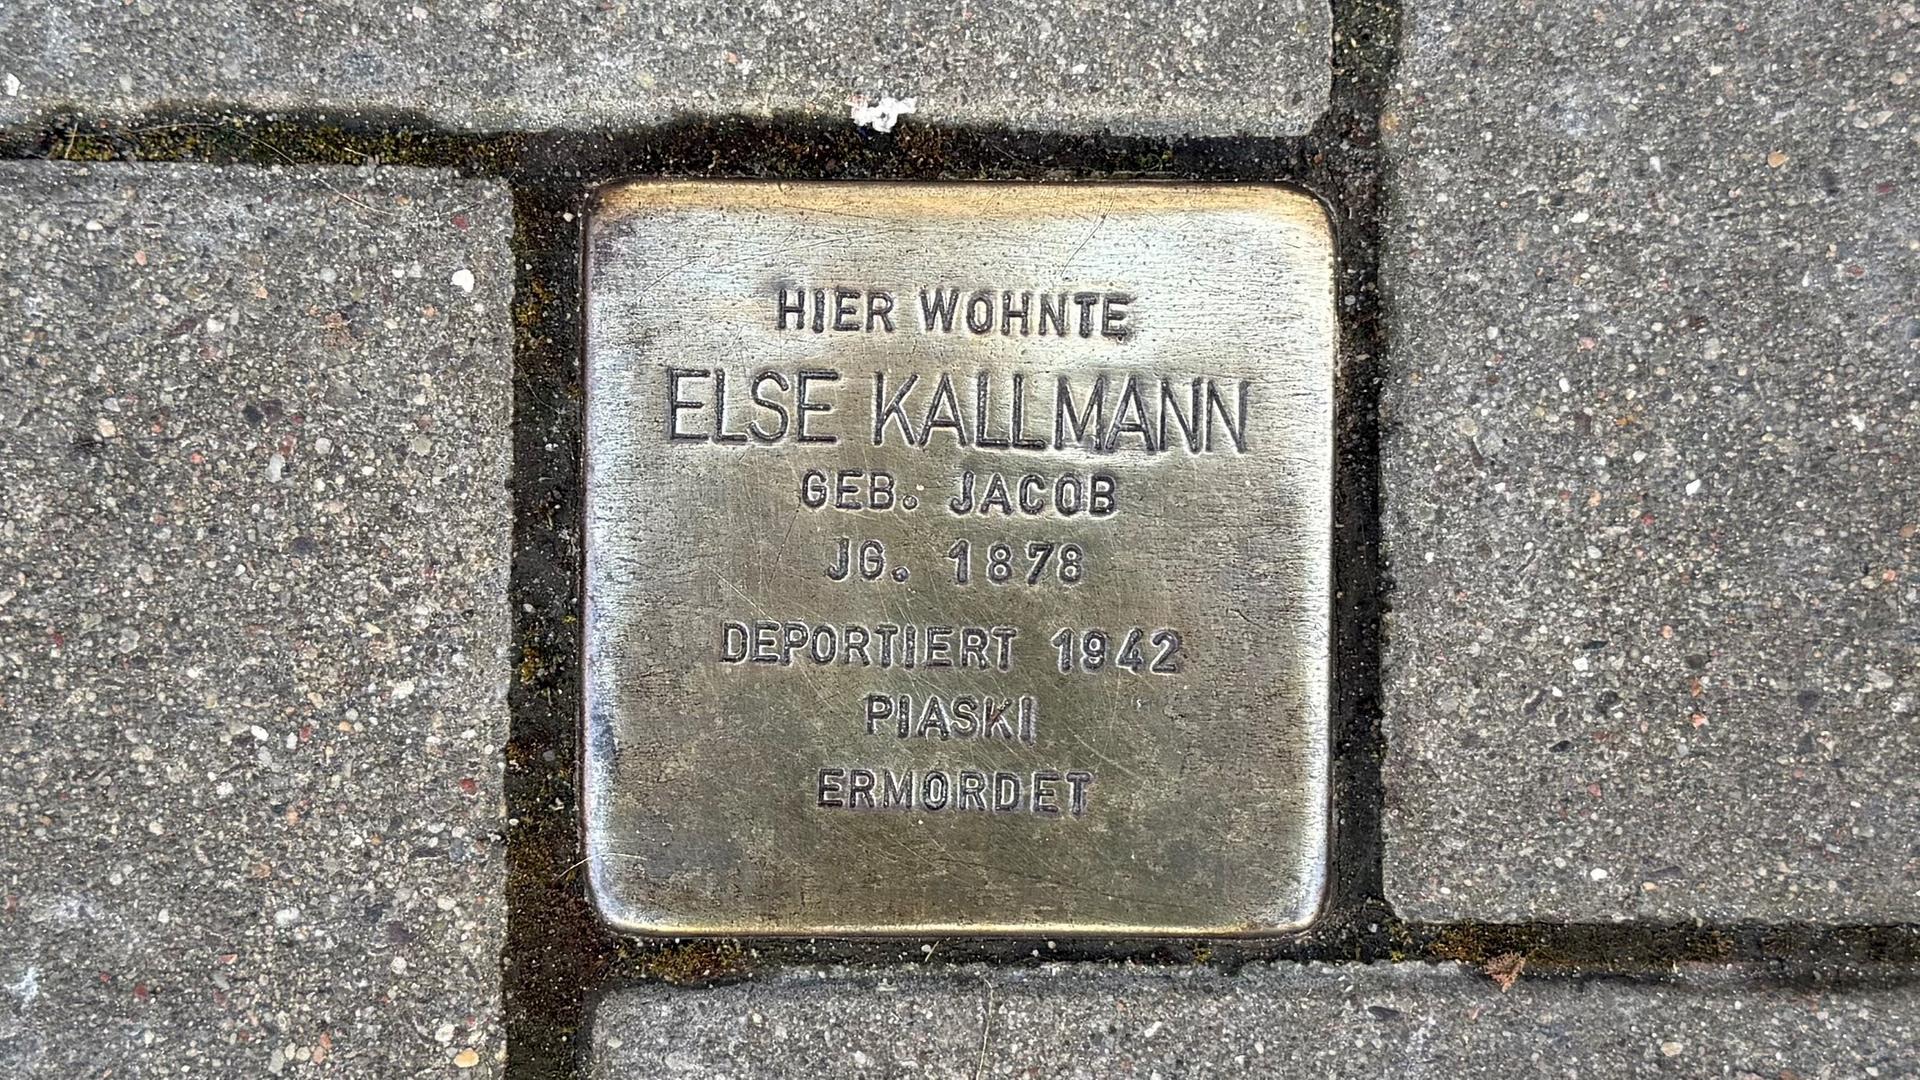 HIER WOHNTE
ELSE KALLMANN
GEB. JACOB
JG. 1878
DEPORTIERT 1942
PIASKI
ERMORDET